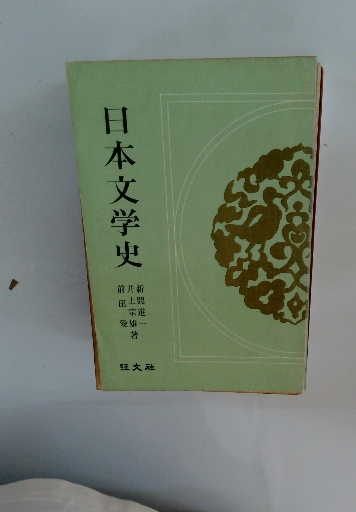 日本文学史
新間進一
井上宗雄
前田愛
著
旺文社